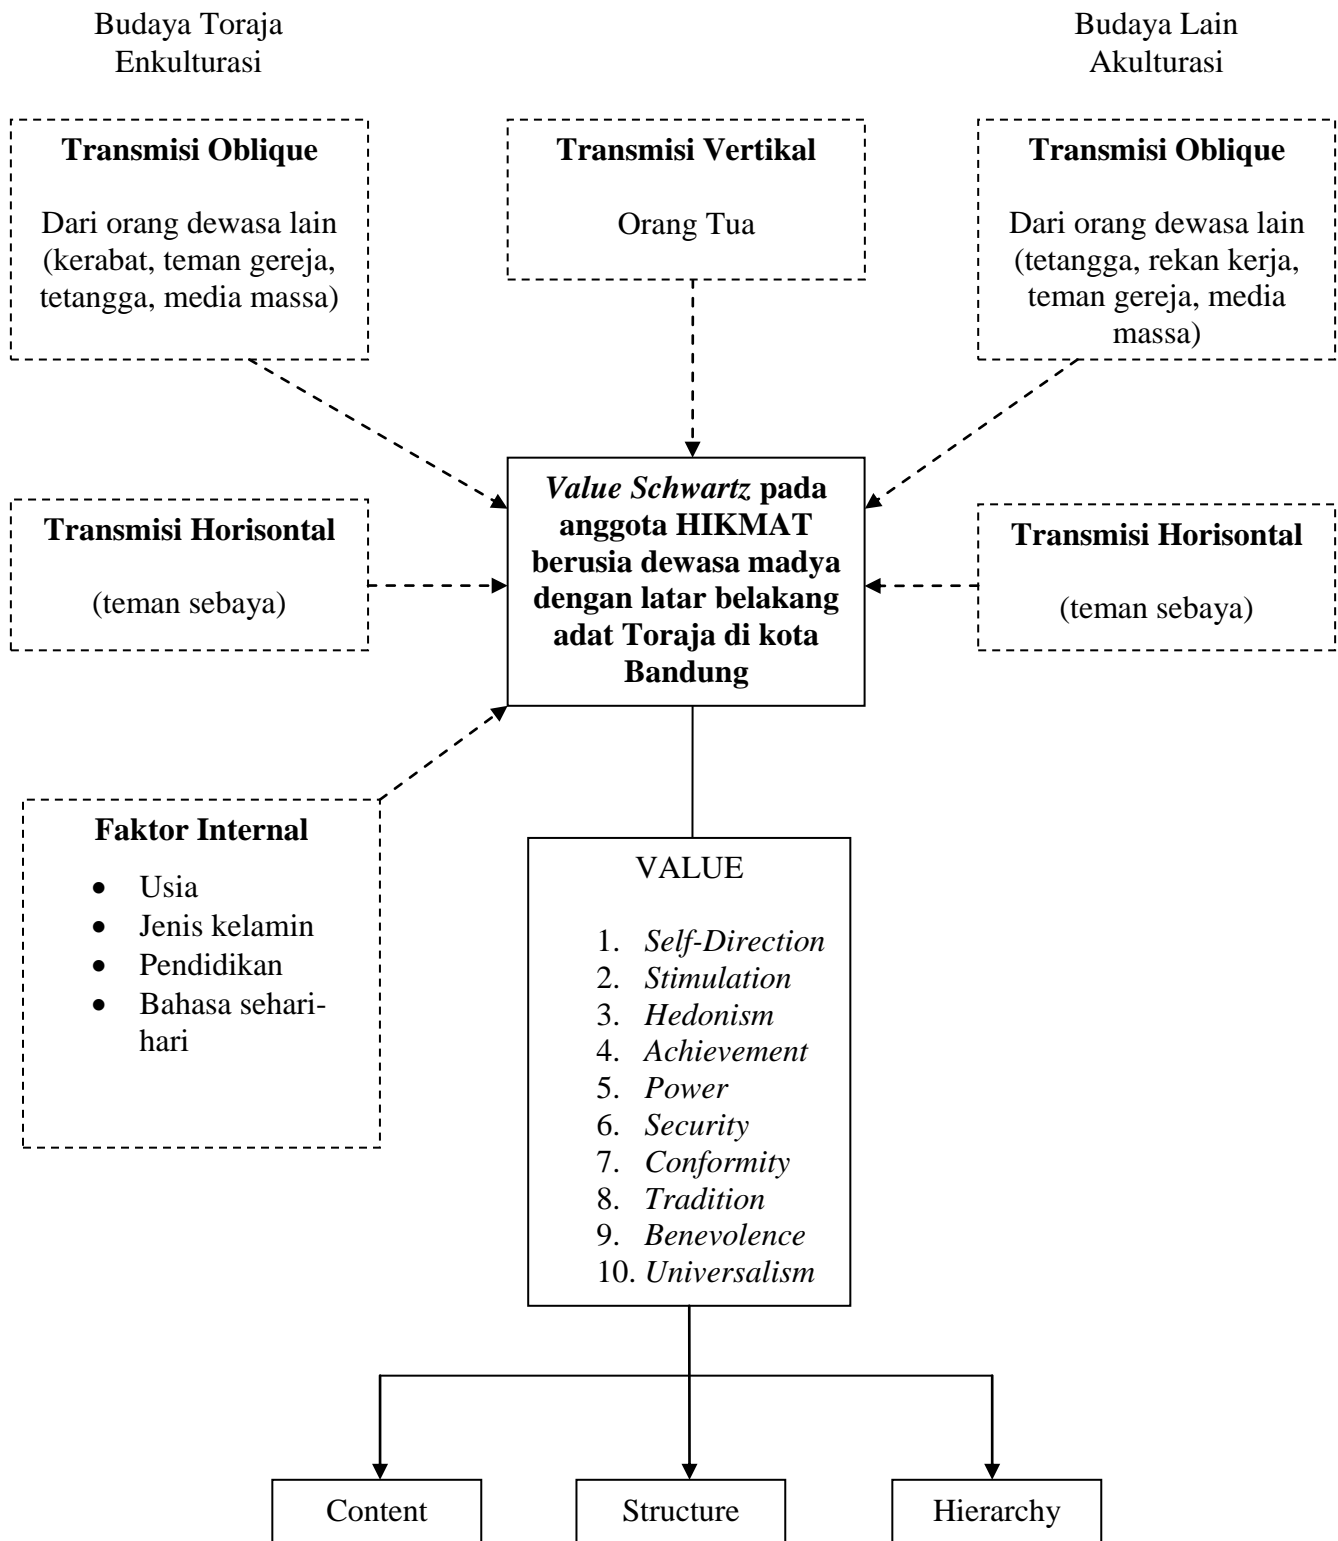 Budaya Toraja
Enkulturasi
Budaya Lain
Akulturasi
Transmisi Oblique
Dari orang dewasa lain
(kerabat, teman gereja,
tetangga, media massa)
Transmisi Vertikal
Orang Tua
Transmisi Oblique
Dari orang dewasa lain
(tetangga, rekan kerja,
teman gereja, media
massa)
Transmisi Horisontal
(teman sebaya)
Value Schwartz pada
anggota HIKMAT
berusia dewasa madya
dengan latar belakang
adat Toraja di kota
Bandung
Transmisi Horisontal
(teman sebaya)
Faktor Internal
• Usia
• Jenis kelamin
• Pendidikan
• Bahasa sehari-
hari
VALUE
1. Self-Direction
2. Stimulation
3. Hedonism
4. Achievement
5. Power
6. Security
7. Conformity
8. Tradition
9. Benevolence
10. Universalism
Content
Structure
Hierarchy